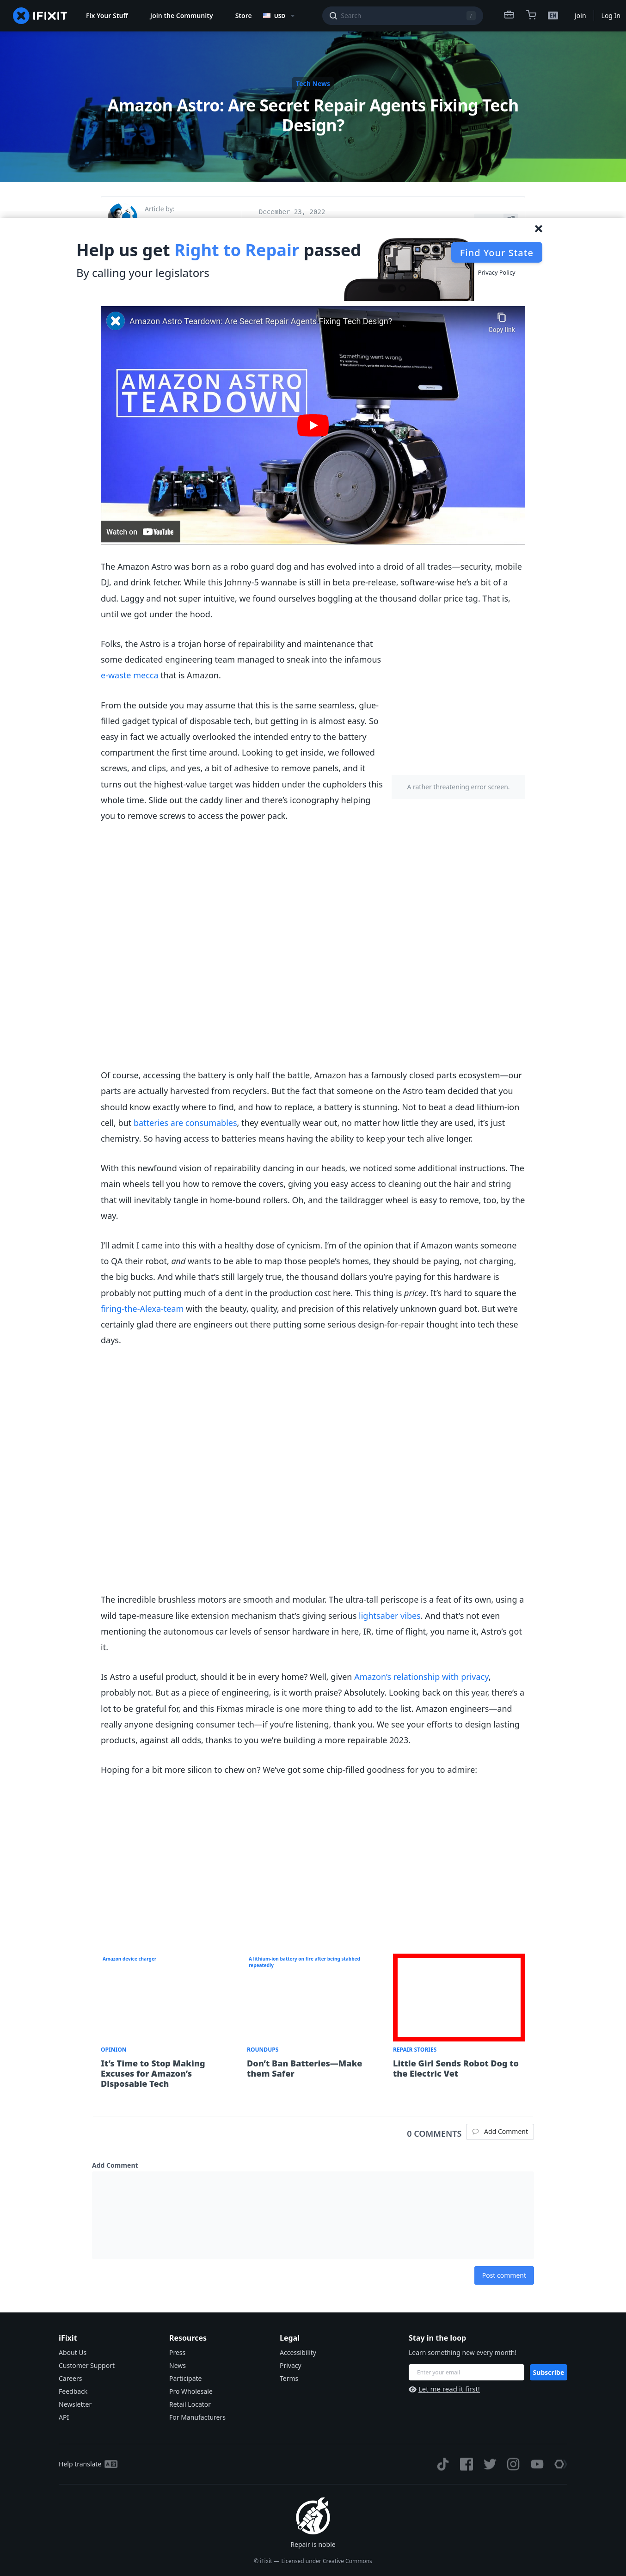 IFIXIT
Fix Your Stuff
Join the Community
Store
USD
Search
/
EN
Join
Log In
Tech News
Amazon Astro: Are Secret Repair Agents Fixing Tech
Design?
Article by:
December 23, 2022
Help us get Right to Repair passed
By calling your legislators
Find Your State
Privacy Policy
Amazon Astro Teardown: Are Secret Repair Agents Fixing Tech Design?
Copy link
Something went wrong
AMAZON ASTRO
TEARDOWN
Watch on YouTube
The Amazon Astro was born as a robo guard dog and has evolved into a droid of all trades—security, mobile
DJ, and drink fetcher. While this Johnny-5 wannabe is still in beta pre-release, software-wise he’s a bit of a
dud. Laggy and not super intuitive, we found ourselves boggling at the thousand dollar price tag. That is,
until we got under the hood.
Folks, the Astro is a trojan horse of repairability and maintenance that
some dedicated engineering team managed to sneak into the infamous
e-waste mecca that is Amazon.
From the outside you may assume that this is the same seamless, glue-
filled gadget typical of disposable tech, but getting in is almost easy. So
easy in fact we actually overlooked the intended entry to the battery
compartment the first time around. Looking to get inside, we followed
screws, and clips, and yes, a bit of adhesive to remove panels, and it
turns out the highest-value target was hidden under the cupholders this
whole time. Slide out the caddy liner and there’s iconography helping
you to remove screws to access the power pack.
A rather threatening error screen.
Of course, accessing the battery is only half the battle, Amazon has a famously closed parts ecosystem—our
parts are actually harvested from recyclers. But the fact that someone on the Astro team decided that you
should know exactly where to find, and how to replace, a battery is stunning. Not to beat a dead lithium-ion
cell, but batteries are consumables, they eventually wear out, no matter how little they are used, it’s just
chemistry. So having access to batteries means having the ability to keep your tech alive longer.
With this newfound vision of repairability dancing in our heads, we noticed some additional instructions. The
main wheels tell you how to remove the covers, giving you easy access to cleaning out the hair and string
that will inevitably tangle in home-bound rollers. Oh, and the taildragger wheel is easy to remove, too, by the
way.
I’ll admit I came into this with a healthy dose of cynicism. I’m of the opinion that if Amazon wants someone
to QA their robot, and wants to be able to map those people’s homes, they should be paying, not charging,
the big bucks. And while that’s still largely true, the thousand dollars you’re paying for this hardware is
probably not putting much of a dent in the production cost here. This thing is pricey. It’s hard to square the
firing-the-Alexa-team with the beauty, quality, and precision of this relatively unknown guard bot. But we’re
certainly glad there are engineers out there putting some serious design-for-repair thought into tech these
days.
The incredible brushless motors are smooth and modular. The ultra-tall periscope is a feat of its own, using a
wild tape-measure like extension mechanism that’s giving serious lightsaber vibes. And that’s not even
mentioning the autonomous car levels of sensor hardware in here, IR, time of flight, you name it, Astro’s got
it.
Is Astro a useful product, should it be in every home? Well, given Amazon’s relationship with privacy,
probably not. But as a piece of engineering, is it worth praise? Absolutely. Looking back on this year, there’s a
lot to be grateful for, and this Fixmas miracle is one more thing to add to the list. Amazon engineers—and
really anyone designing consumer tech—if you’re listening, thank you. We see your efforts to design lasting
products, against all odds, thanks to you we’re building a more repairable 2023.
Hoping for a bit more silicon to chew on? We’ve got some chip-filled goodness for you to admire:
Amazon device charger
A lithium-ion battery on fire after being stabbed
repeatedly
OPINION
It’s Time to Stop Making
Excuses for Amazon’s
Disposable Tech
ROUNDUPS
Don’t Ban Batteries—Make
them Safer
REPAIR STORIES
Little Girl Sends Robot Dog to
the Electric Vet
0 COMMENTS
Add Comment
Add Comment
Post comment
iFixit
About Us
Customer Support
Careers
Feedback
Newsletter
API
Resources
Press
News
Participate
Pro Wholesale
Retail Locator
For Manufacturers
Legal
Accessibility
Privacy
Terms
Stay in the loop
Learn something new every month!
Enter your email
Subscribe
Let me read it first!
Help translate
Repair is noble
© iFixit — Licensed under Creative Commons